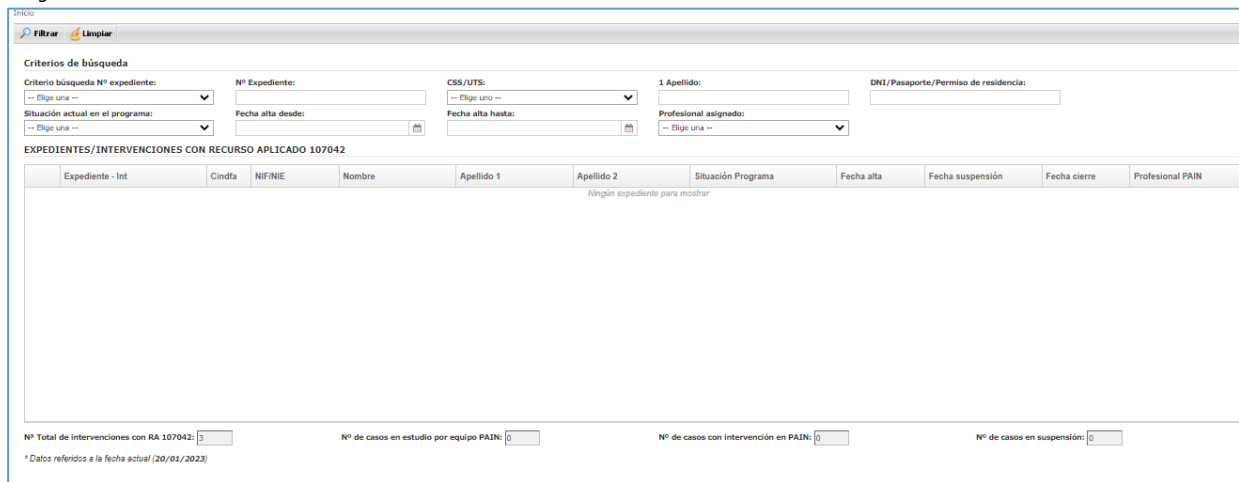 Inicio
Filtrar Limpiar
Criterios de búsqueda
Criterio búsqueda Nº expediente: Nº Expediente: CSS/UTS: 1 Apellido: DNI/Pasaporte/Permiso de residencia:
-- Elige una -- -- Elige uno --
Situación actual en el programa: Fecha alta desde: Fecha alta hasta: Profesional asignado:
-- Elige una -- -- Elige una --
EXPEDIENTES/INTERVENCIONES CON RECURSO APLICADO 107042
Expediente - Int Cindfa NIF/NIE Nombre Apellido 1 Apellido 2 Situación Programa Fecha alta Fecha suspensión Fecha cierre Profesional PAIN
Ningún expediente para mostrar
Nº Total de intervenciones con RA 107042: 3 Nº de casos en estudio por equipo PAIN: 0 Nº de casos con intervención en PAIN: 0 Nº de casos en suspensión: 0
* Datos referidos a la fecha actual (20/01/2023)